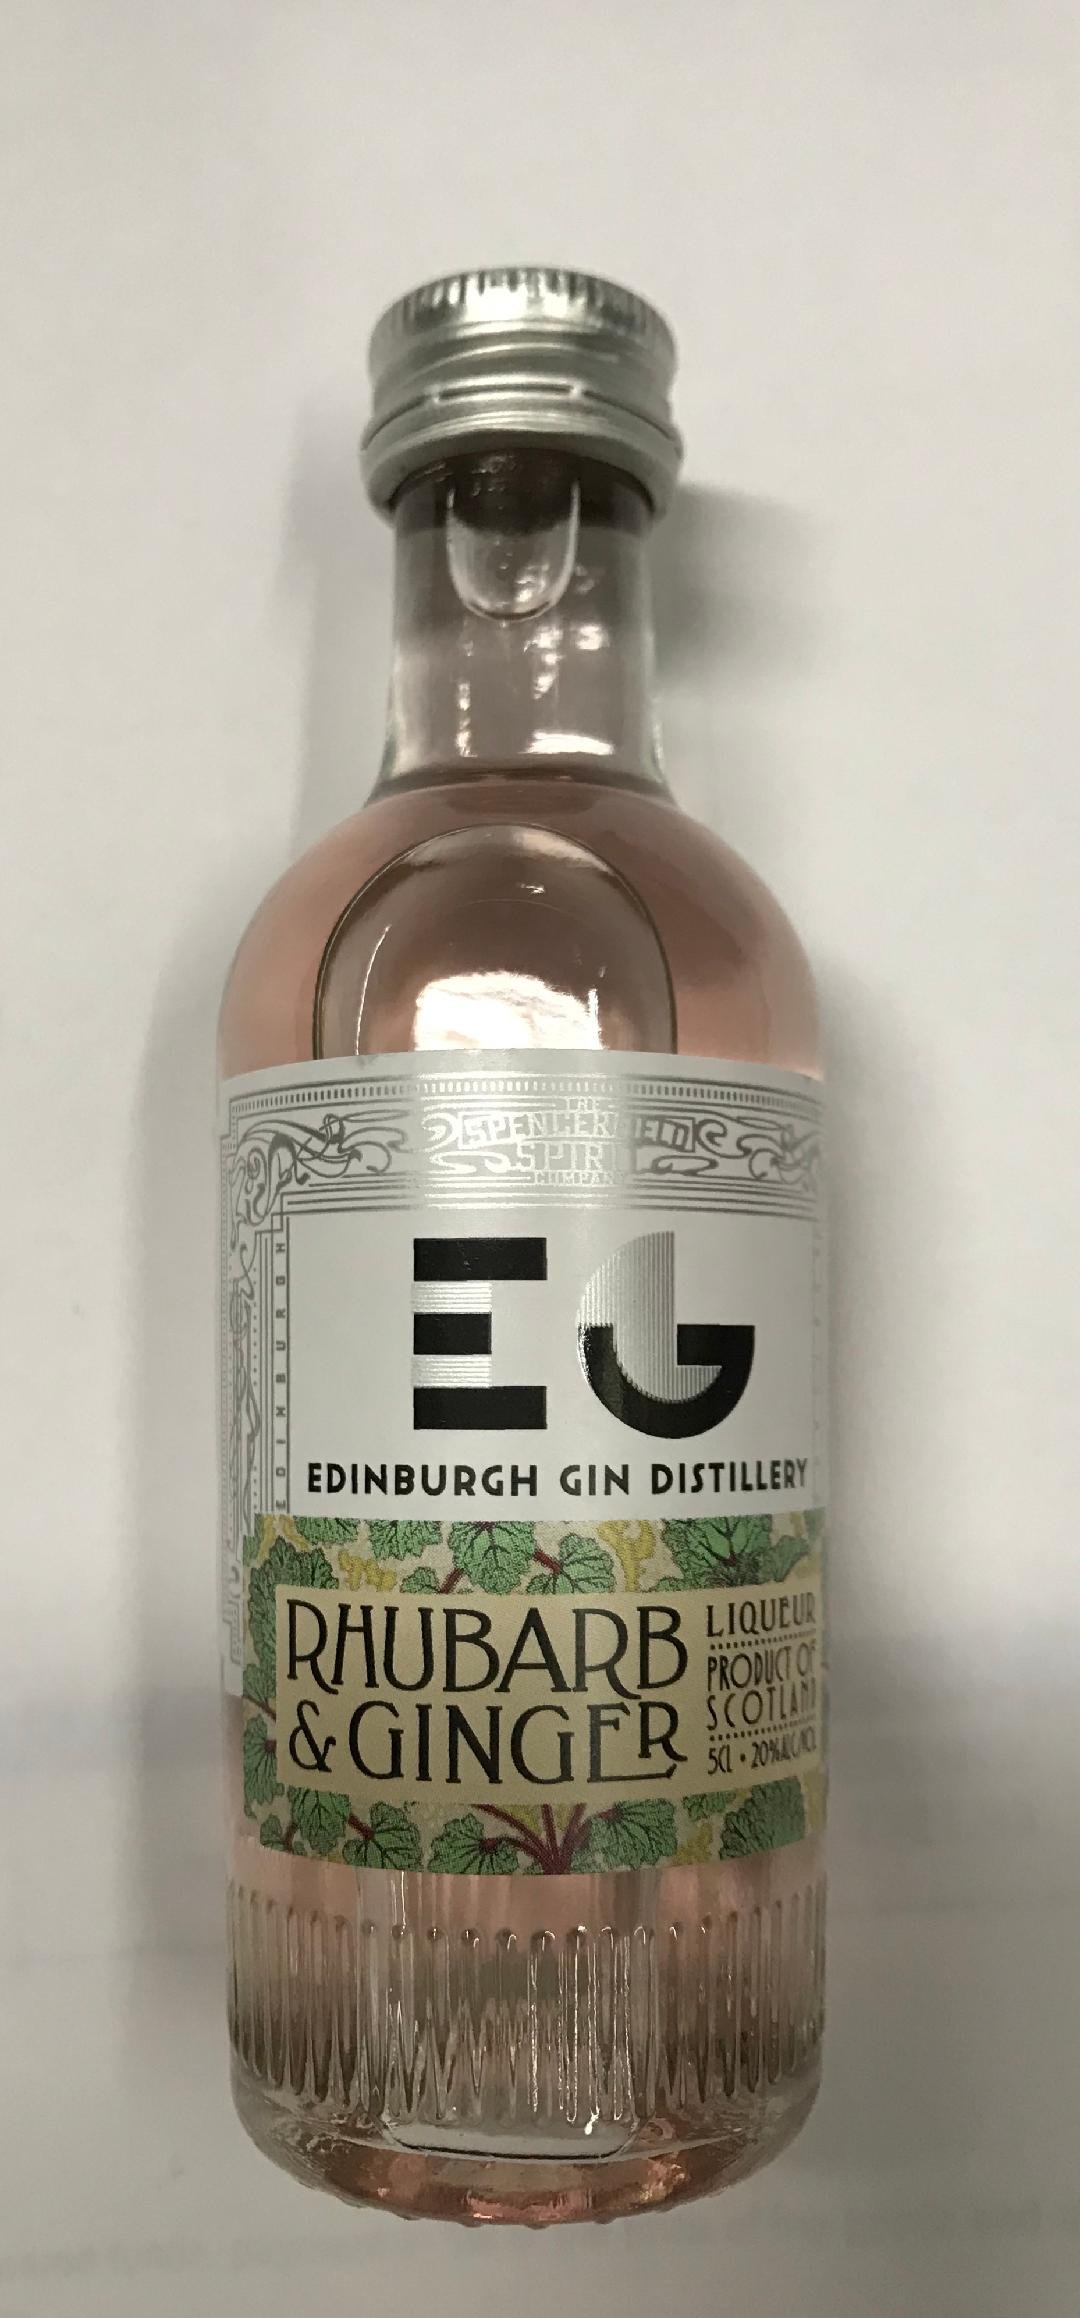 THE
SPENCERFIELD
SPIRIT
COMPANY
EDINBURGH
EG
EDINBURGH GIN DISTILLERY
RHUBARB
& GINGER
LIQUEUR
PRODUCT OF
SCOTLAND
5CL • 20% ALC/VOL